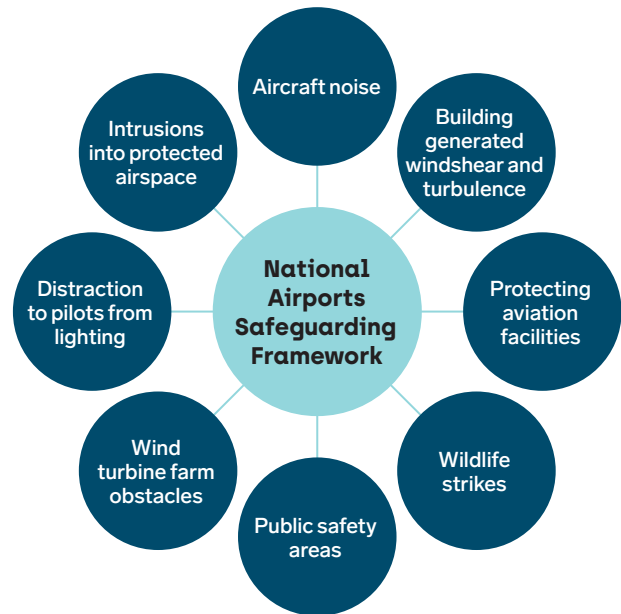 Aircraft noise
Building
generated
windshear and
turbulence
Protecting
aviation
facilities
Wildlife
strikes
Public safety
areas
Wind
turbine farm
obstacles
Distraction
to pilots from
lighting
Intrusions
into protected
airspace
National
Airports
Safeguarding
Framework